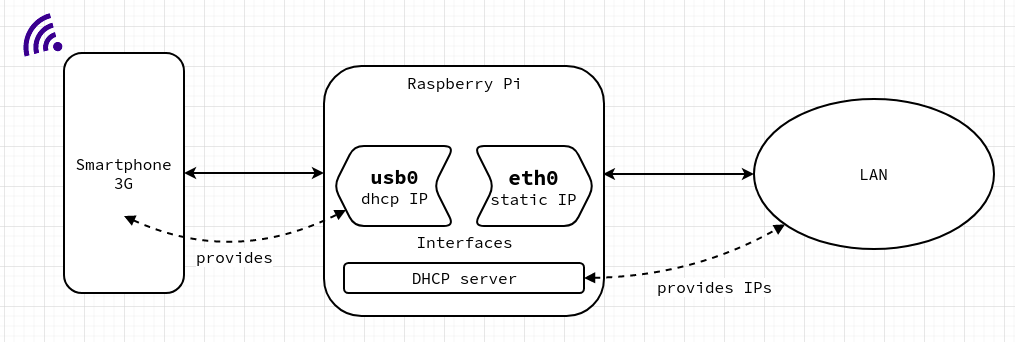 Raspberry Pi
Smartphone
3G
usb0
dhcp IP
eth0
static IP
LAN
Interfaces
provides
DHCP server
provides IPs